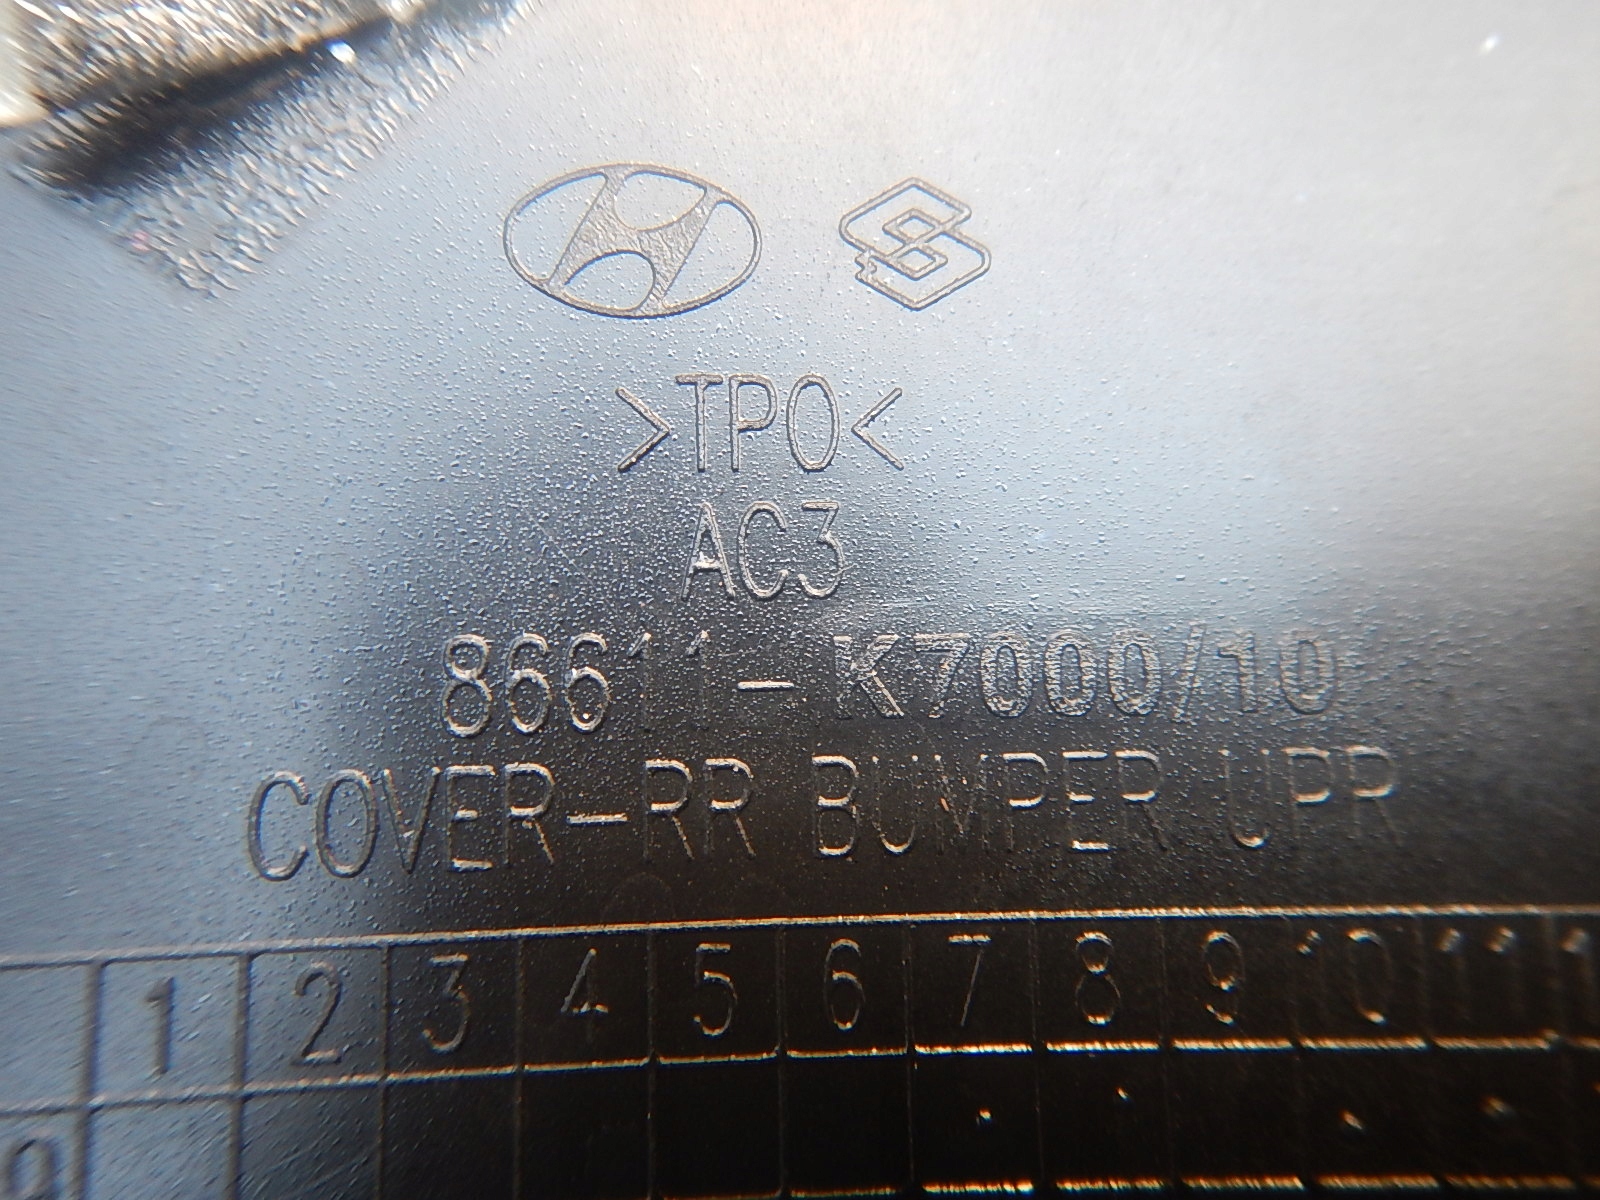 >TPO<
AC3
86611-K7000/10
COVER-RR BUMPER UPR
1 2 3 4 5 6 7 8 9 10 11